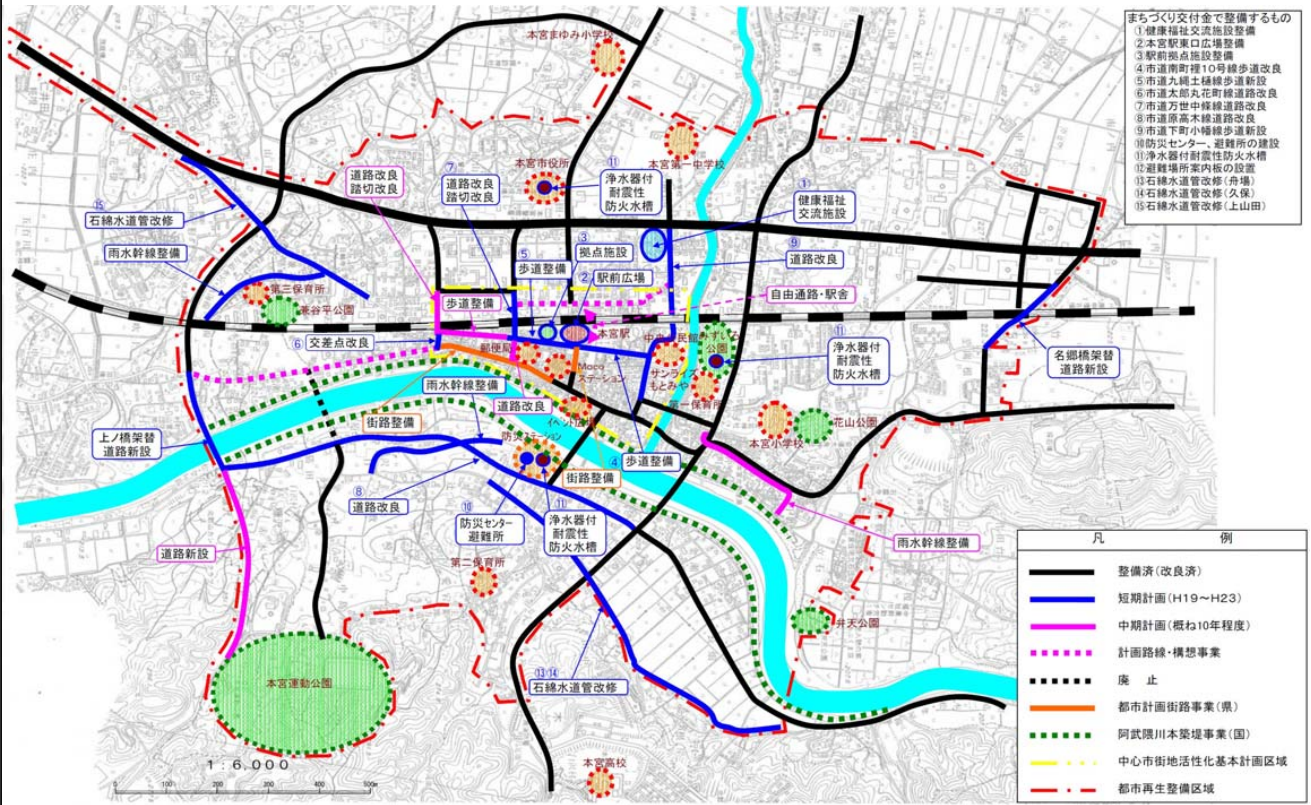 まちづくり交付金で整備するもの
①健康福祉交流施設整備
②本宮駅東口広場整備
③駅前拠点施設整備
④市道南町裡10号線歩道改良
⑤市道九縄土樋線歩道新設
⑥市道太郎丸花町線道路改良
⑦市道万世中條線道路改良
⑧市道原高木線道路改良
⑨市道下町小幡線歩道新設
⑩防災センター、避難所の建設
⑪浄水器付耐震性防火水槽
⑫避難場所案内板の設置
⑬石綿水道管改修(舟場)
⑭石綿水道管改修(久保)
⑮石綿水道管改修(上山田)
本宮まゆみ小学校
本宮第一中学校
本宮市役所
⑪
浄水器付
耐震性
防火水槽
道路改良
踏切改良
⑦
道路改良
踏切改良
①
健康福祉
交流施設
⑮
石綿水道管改修
雨水幹線整備
③
拠点施設
⑨
道路改良
⑤
歩道整備
②駅前広場
第三保育所
歩道整備
自由通路・駅舎
⑥
交差点改良
本宮駅
郵便局
Moco
ステーション
サンライズ
もとみや
公園
⑪
浄水器付
耐震性
防火水槽
名郷橋架替
道路新設
雨水幹線整備
第一保育所
道路改良
街路整備
イベント広場
本宮小学校
花山公園
上ノ橋架替
道路新設
防災ステーション
④
歩道整備
街路整備
⑧
道路改良
⑩
防災センター
避難所
⑪
浄水器付
耐震性
防火水槽
雨水幹線整備
道路新設
第二保育所
弁天公園
本宮運動公園
⑬⑭
石綿水道管改修
本宮高校
1:6,000
0 100 200 300 400 500m
凡 例
整備済(改良済)
短期計画(H19～H23)
中期計画(概ね10年程度)
計画路線・構想事業
廃 止
都市計画街路事業(県)
阿武隈川本築堤事業(国)
中心市街地活性化基本計画区域
都市再生整備区域